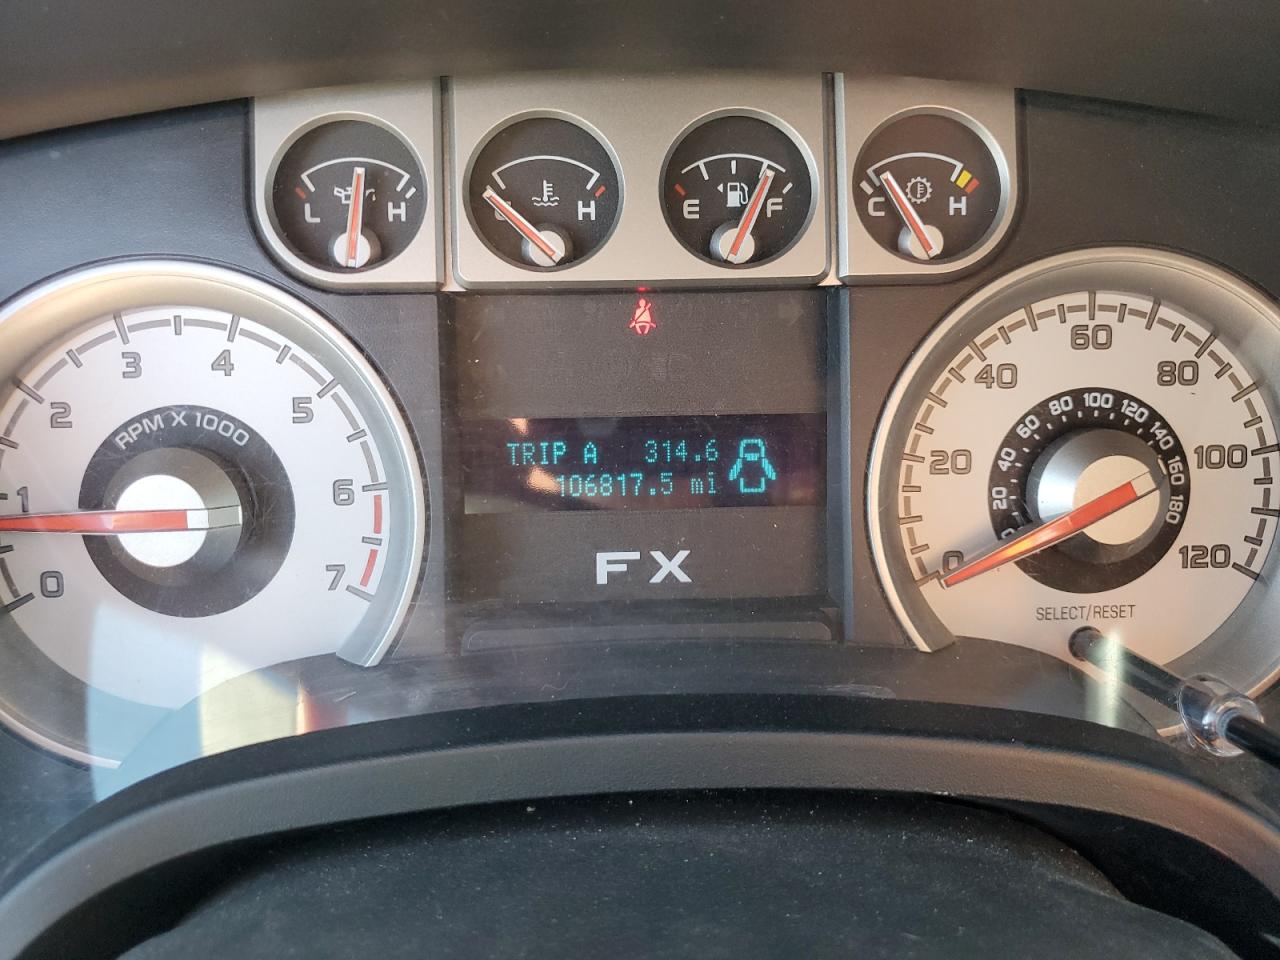 L H
C H
E F
C H
0 1 2 3 4 5 6 7
RPM X 1000
TRIP A 314.6
106817.5 mi
FX
0 20 40 60 80 100 120
20 40 60 80 100 120 140 160 180
SELECT/RESET